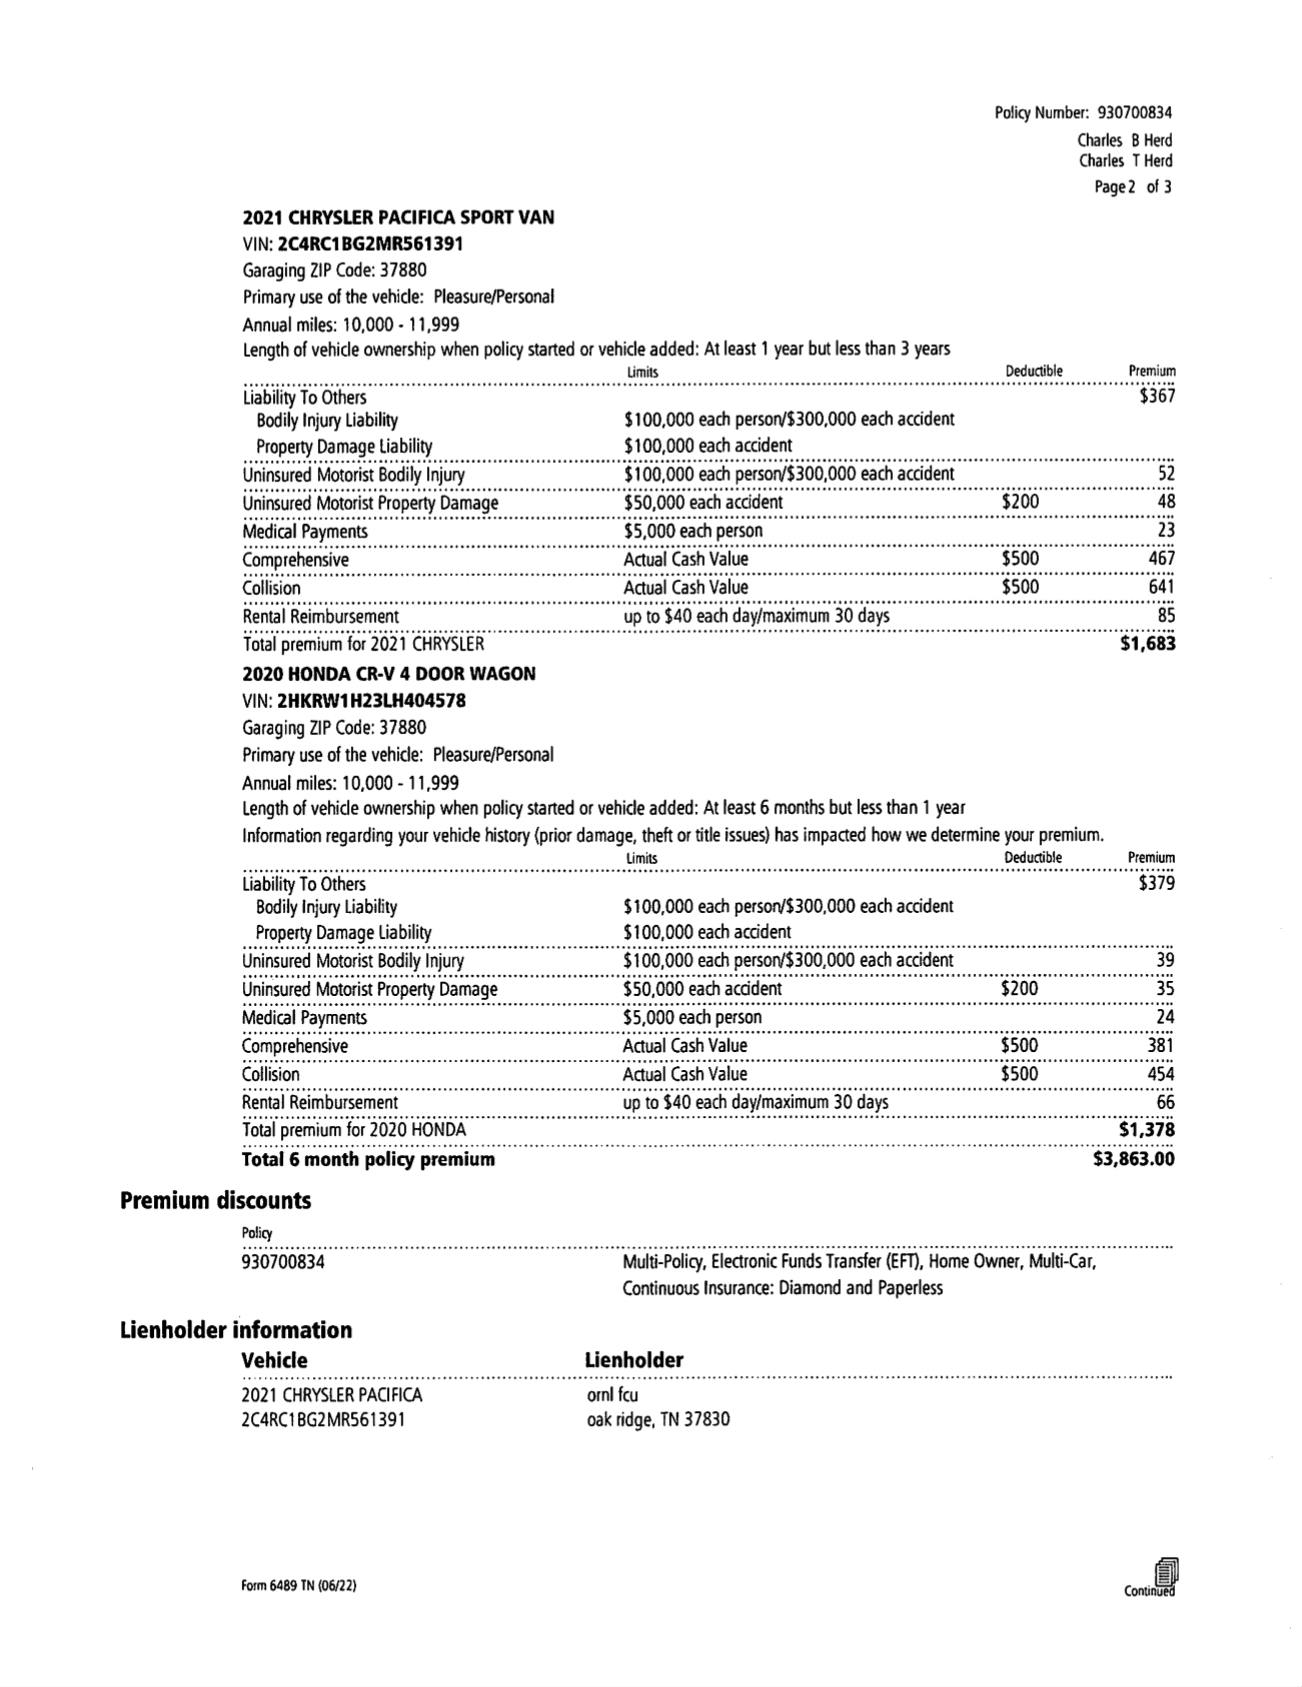 Policy Number: 930700834
Charles B Herd
Charles T Herd
Page 2 of 3
2021 CHRYSLER PACIFICA SPORT VAN
VIN: 2C4RC1BG2MR561391
Garaging ZIP Code: 37880
Primary use of the vehicle: Pleasure/Personal
Annual miles: 10,000 - 11,999
Length of vehicle ownership when policy started or vehicle added: At least 1 year but less than 3 years
Limits Deductible Premium
Liability To Others $367
Bodily Injury Liability $100,000 each person/$300,000 each accident
Property Damage Liability $100,000 each accident
Uninsured Motorist Bodily Injury $100,000 each person/$300,000 each accident 52
Uninsured Motorist Property Damage $50,000 each accident $200 48
Medical Payments $5,000 each person 23
Comprehensive Actual Cash Value $500 467
Collision Actual Cash Value $500 641
Rental Reimbursement up to $40 each day/maximum 30 days 85
Total premium for 2021 CHRYSLER $1,683
2020 HONDA CR-V 4 DOOR WAGON
VIN: 2HKRW1H23LH404578
Garaging ZIP Code: 37880
Primary use of the vehicle: Pleasure/Personal
Annual miles: 10,000 - 11,999
Length of vehicle ownership when policy started or vehicle added: At least 6 months but less than 1 year
Information regarding your vehicle history (prior damage, theft or title issues) has impacted how we determine your premium.
Limits Deductible Premium
Liability To Others $379
Bodily Injury Liability $100,000 each person/$300,000 each accident
Property Damage Liability $100,000 each accident
Uninsured Motorist Bodily Injury $100,000 each person/$300,000 each accident 39
Uninsured Motorist Property Damage $50,000 each accident $200 35
Medical Payments $5,000 each person 24
Comprehensive Actual Cash Value $500 381
Collision Actual Cash Value $500 454
Rental Reimbursement up to $40 each day/maximum 30 days 66
Total premium for 2020 HONDA $1,378
Total 6 month policy premium $3,863.00
Premium discounts
Policy
930700834 Multi-Policy, Electronic Funds Transfer (EFT), Home Owner, Multi-Car,
Continuous Insurance: Diamond and Paperless
Lienholder information
Vehicle Lienholder
2021 CHRYSLER PACIFICA ornl fcu
2C4RC1BG2MR561391 oak ridge, TN 37830
Form 6489 TN (06/22)
Continued